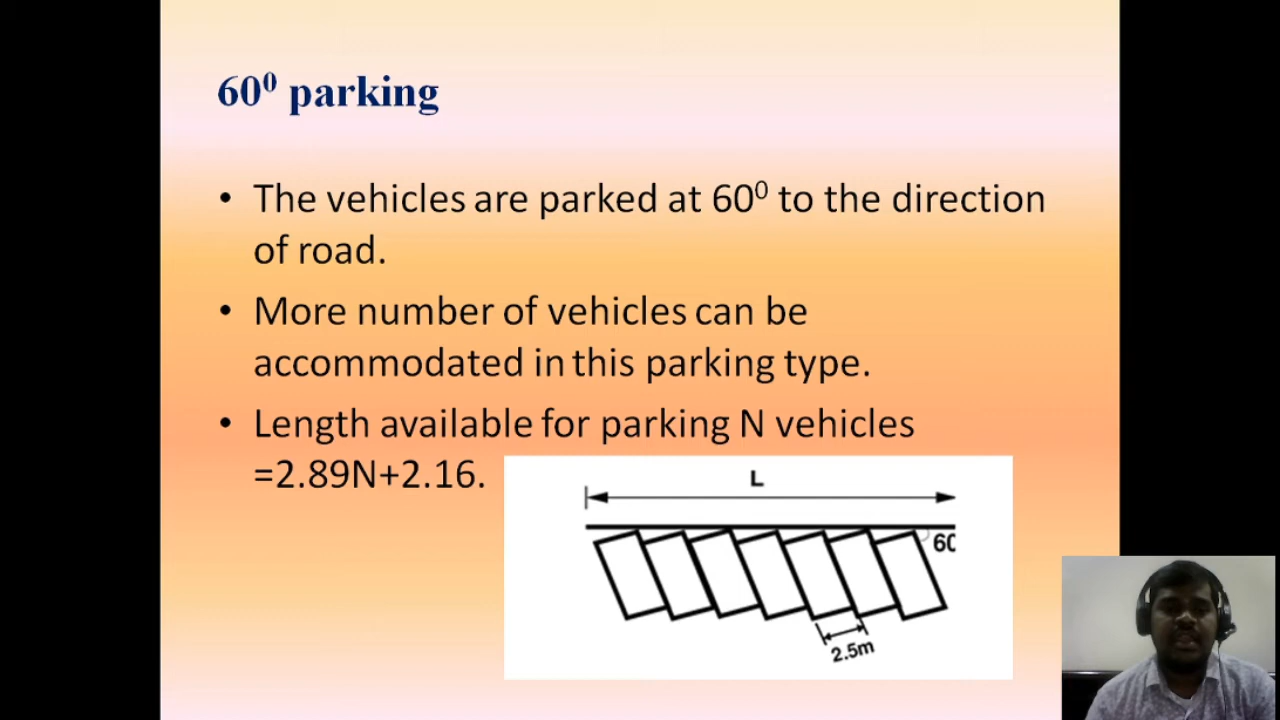 60⁰ parking
• The vehicles are parked at 60⁰ to the direction
of road.
• More number of vehicles can be
accommodated in this parking type.
• Length available for parking N vehicles
=2.89N+2.16.
L
60
2.5m